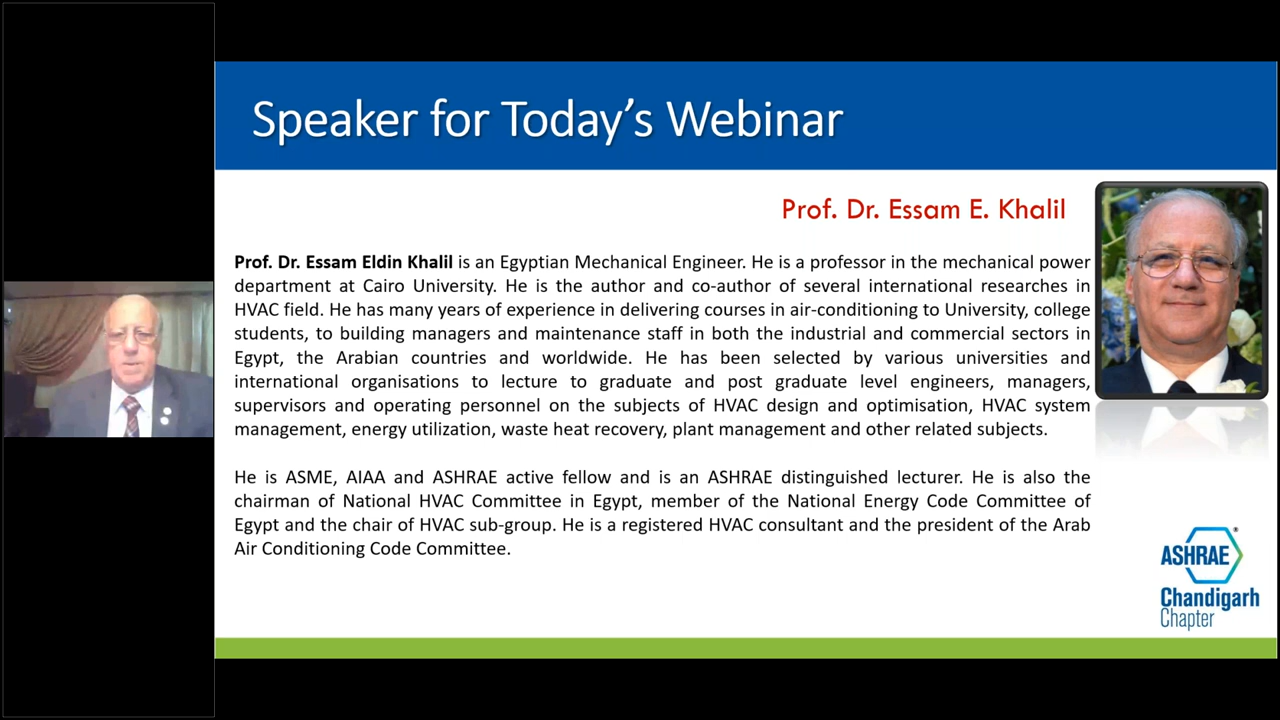 Speaker for Today's Webinar
Prof. Dr. Essam E. Khalil
Prof. Dr. Essam Eldin Khalil is an Egyptian Mechanical Engineer. He is a professor in the mechanical power
department at Cairo University. He is the author and co-author of several international researches in
HVAC field. He has many years of experience in delivering courses in air-conditioning to University, college
students, to building managers and maintenance staff in both the industrial and commercial sectors in
Egypt, the Arabian countries and worldwide. He has been selected by various universities and
international organisations to lecture to graduate and post graduate level engineers, managers,
supervisors and operating personnel on the subjects of HVAC design and optimisation, HVAC system
management, energy utilization, waste heat recovery, plant management and other related subjects.
He is ASME, AIAA and ASHRAE active fellow and is an ASHRAE distinguished lecturer. He is also the
chairman of National HVAC Committee in Egypt, member of the National Energy Code Committee of
Egypt and the chair of HVAC sub-group. He is a registered HVAC consultant and the president of the Arab
Air Conditioning Code Committee.
ASHRAE®
Chandigarh
Chapter